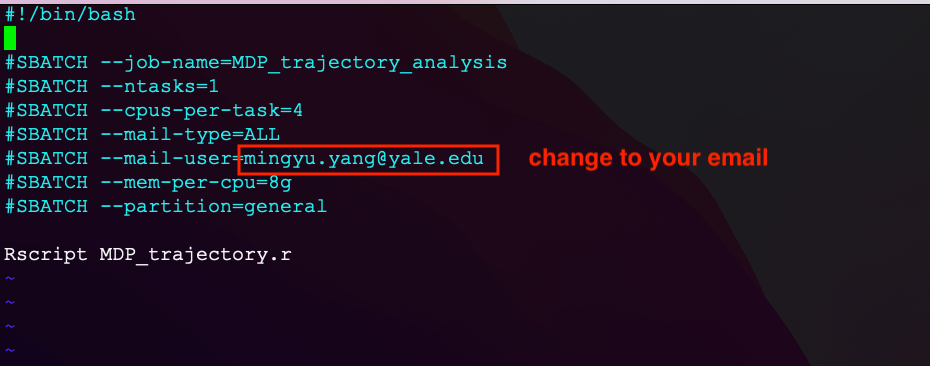 #!/bin/bash
#SBATCH --job-name=MDP_trajectory_analysis
#SBATCH --ntasks=1
#SBATCH --cpus-per-task=4
#SBATCH --mail-type=ALL
#SBATCH --mail-user=mingyu.yang@yale.edu change to your email
#SBATCH --mem-per-cpu=8g
#SBATCH --partition=general
Rscript MDP_trajectory.r
~
~
~
~